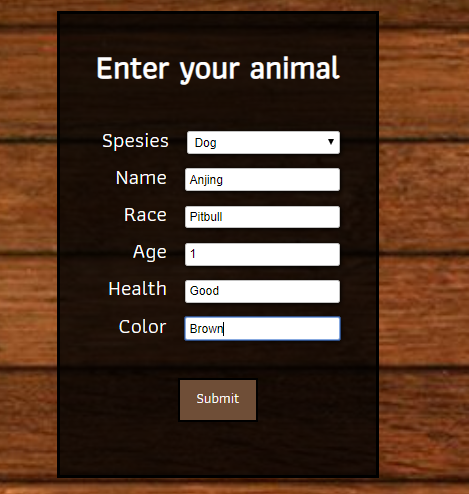 Enter your animal
Spesies Dog
Name Anjing
Race Pitbull
Age 1
Health Good
Color Brown
Submit